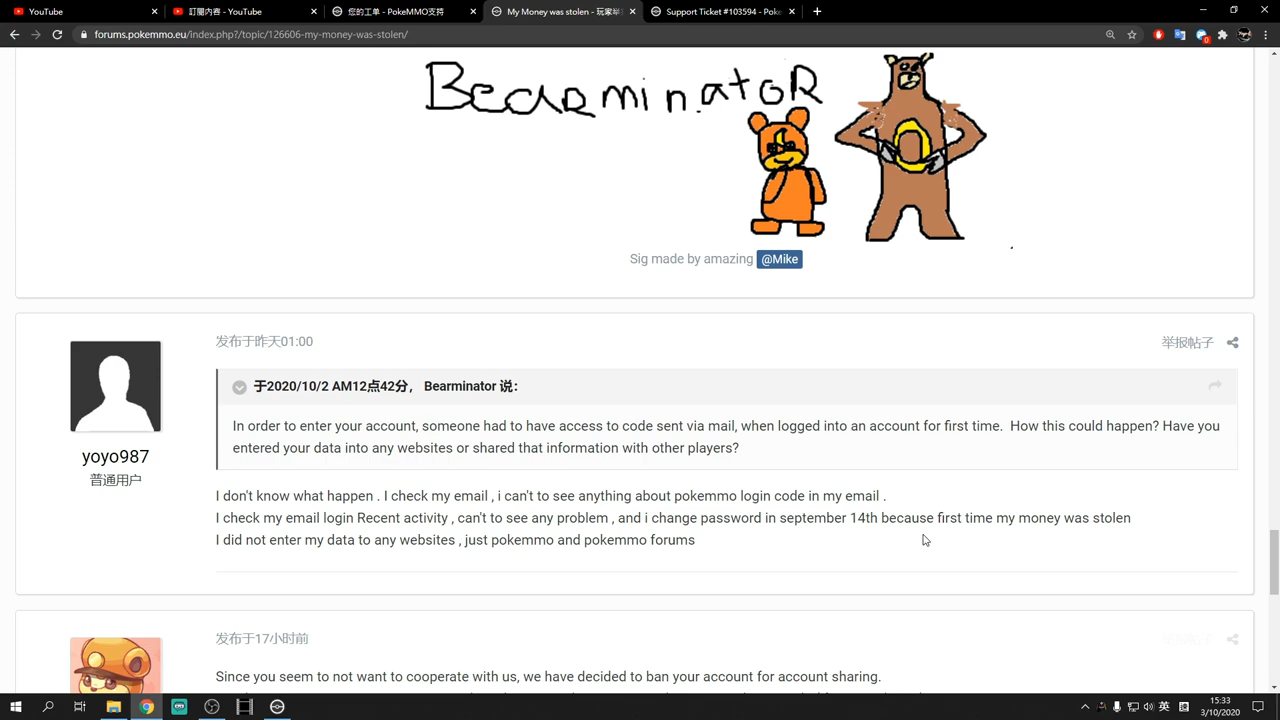 YouTube
訂閱內容 - YouTube
您的工单 - PokeMMO支持
My Money was stolen - 玩家举
Support Ticket #103594 - Pok
forums.pokemmo.eu/index.php?/topic/126606-my-money-was-stolen/
BearminatoR
Sig made by amazing @Mike
发布于昨天01:00
举报帖子
于2020/10/2 AM12点42分， Bearminator 说：
In order to enter your account, someone had to have access to code sent via mail, when logged into an account for first time. How this could happen? Have you
entered your data into any websites or shared that information with other players?
yoyo987
普通用户
I don't know what happen . I check my email , i can't to see anything about pokemmo login code in my email .
I check my email login Recent activity , can't to see any problem , and i change password in september 14th because first time my money was stolen
I did not enter my data to any websites , just pokemmo and pokemmo forums
发布于17小时前
举报帖子
Since you seem to not want to cooperate with us, we have decided to ban your account for account sharing.
英
15:33
3/10/2020